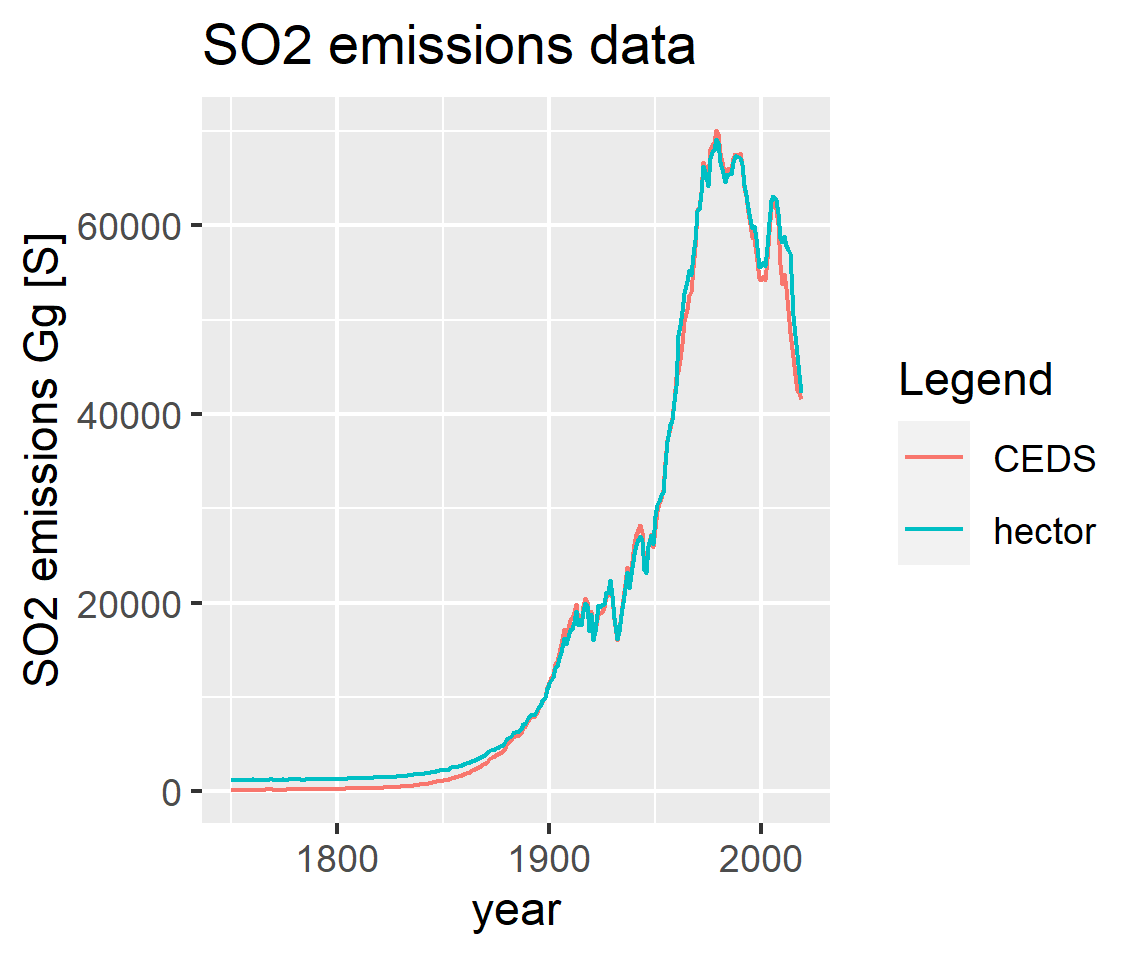 SO2 emissions data
SO2 emissions Gg [S]
60000
40000
20000
0
1800
1900
2000
year
Legend
CEDS
hector